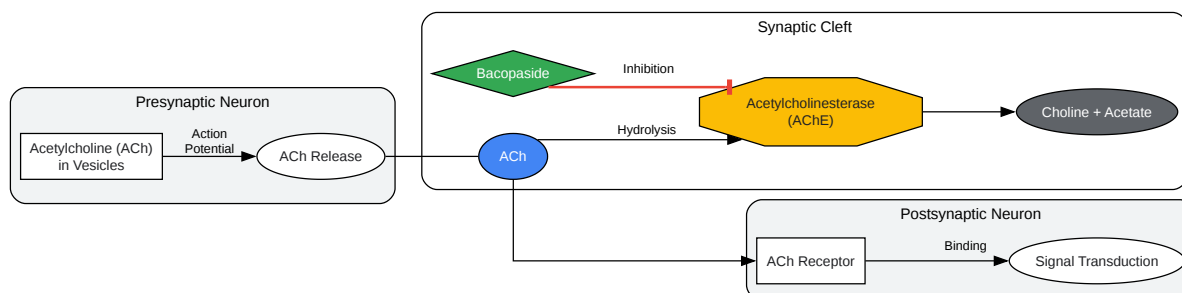 Synaptic Cleft
Bacopaside
Inhibition
Acetylcholinesterase
(AChE)
Choline + Acetate
Presynaptic Neuron
Acetylcholine (ACh)
in Vesicles
Action
Potential
ACh Release
ACh
Hydrolysis
Postsynaptic Neuron
ACh Receptor
Binding
Signal Transduction